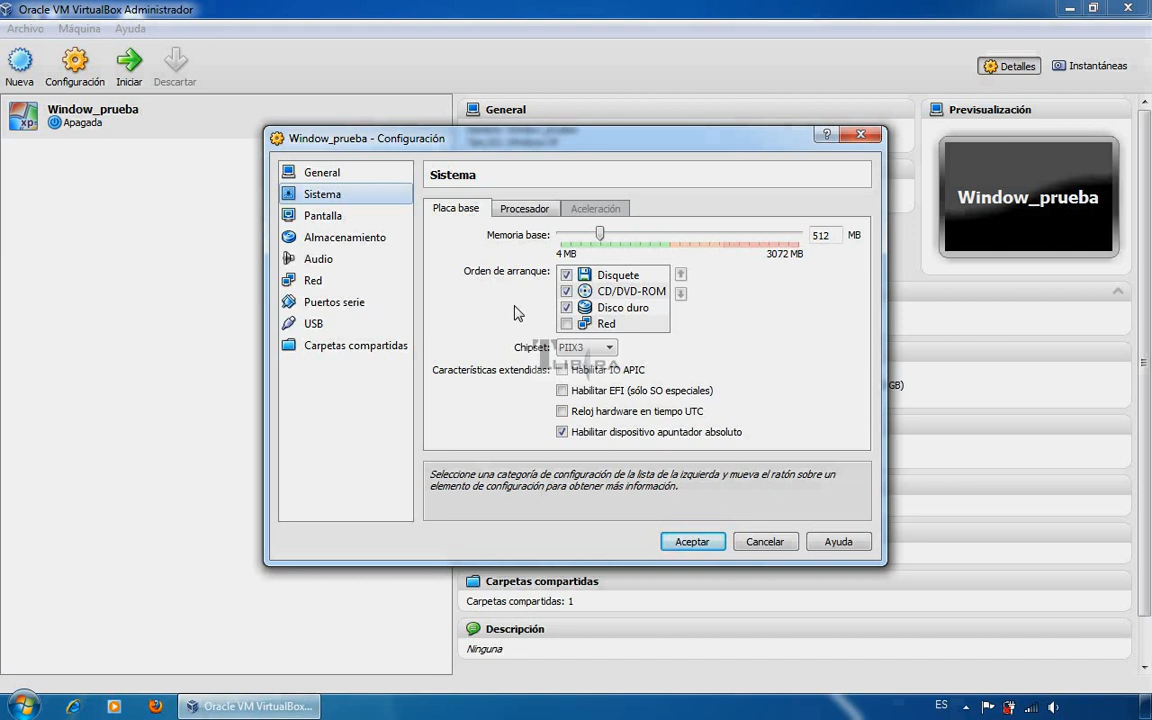 Oracle VM VirtualBox Administrador
Archivo Máquina Ayuda
Nueva Configuración Iniciar Descartar
Detalles Instantáneas
Window_prueba
Apagada
xp
General
Previsualización
Window_prueba
Window_prueba - Configuración
General
Sistema
Pantalla
Almacenamiento
Audio
Red
Puertos serie
USB
Carpetas compartidas
Sistema
Placa base Procesador Aceleración
Memoria base: 512 MB
4 MB 3072 MB
Orden de arranque: Disquete
CD/DVD-ROM
Disco duro
Red
Chipset: PIIX3
Características extendidas: Habilitar IO APIC
Habilitar EFI (sólo SO especiales)
Reloj hardware en tiempo UTC
Habilitar dispositivo apuntador absoluto
Seleccione una categoría de configuración de la lista de la izquierda y mueva el ratón sobre un
elemento de configuración para obtener más información.
Aceptar Cancelar Ayuda
GB)
Carpetas compartidas
Carpetas compartidas: 1
Descripción
Ninguna
Oracle VM VirtualBox...
ES